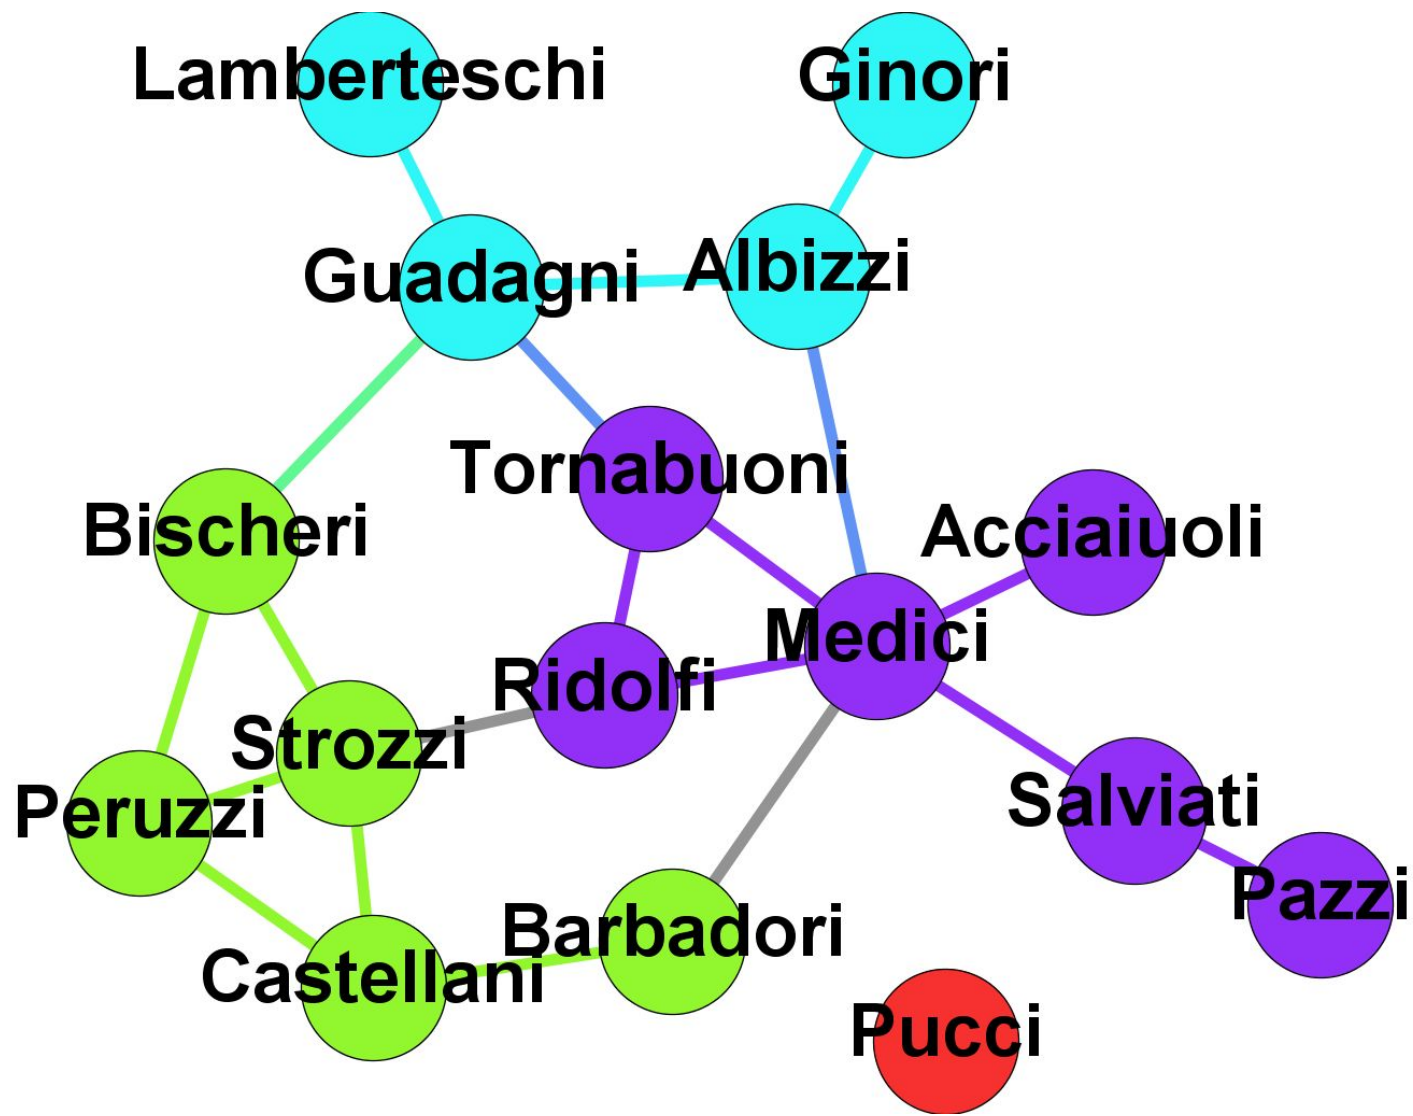 Lamberteschi
Ginori
Guadagni
Albizzi
Tornabuoni
Bischeri
Acciaiuoli
Medici
Ridolfi
Strozzi
Peruzzi
Salviati
Pazzi
Barbadori
Castellani
Pucci